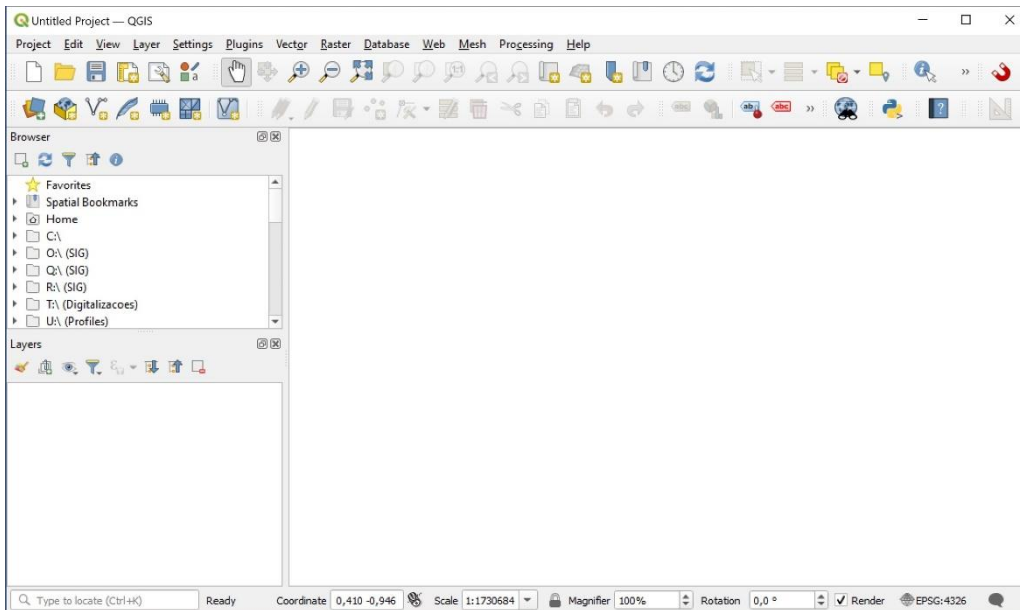 Untitled Project — QGIS
Project Edit View Layer Settings Plugins Vector Raster Database Web Mesh Processing Help
Browser
Favorites
Spatial Bookmarks
Home
C:\
O:\ (SIG)
Q:\ (SIG)
R:\ (SIG)
T:\ (Digitalizacoes)
U:\ (Profiles)
Layers
Type to locate (Ctrl+K) Ready Coordinate 0,410 -0,946 Scale 1:1730684 Magnifier 100% Rotation 0,0 ° Render EPSG:4326